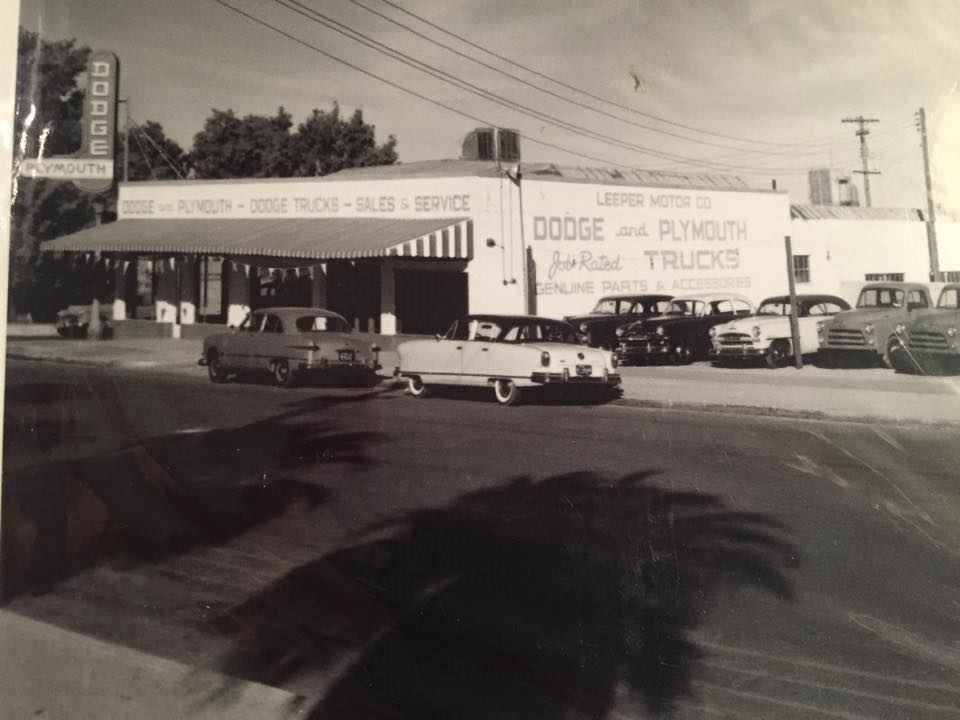 DODGE
PLYMOUTH
DODGE and PLYMOUTH - DODGE TRUCKS - SALES & SERVICE
LEEPER MOTOR CO
DODGE and PLYMOUTH
Job Rated TRUCKS
GENUINE PARTS & ACCESSORIES